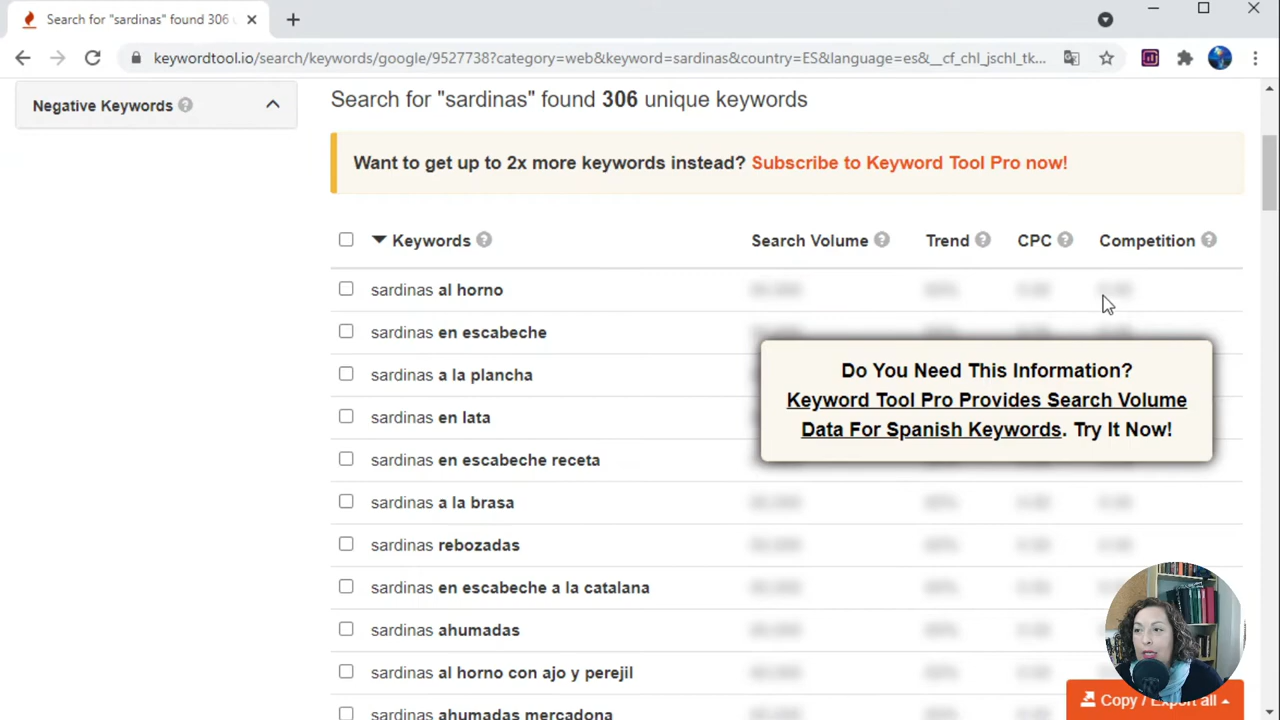 Search for "sardinas" found 306 u
keywordtool.io/search/keywords/google/9527738?category=web&keyword=sardinas&country=ES&language=es&__cf_chl_jschl_tk...
Negative Keywords ?
Search for "sardinas" found 306 unique keywords
Want to get up to 2x more keywords instead? Subscribe to Keyword Tool Pro now!
Keywords ? Search Volume ? Trend ? CPC ? Competition ?
sardinas al horno
sardinas en escabeche
sardinas a la plancha
Do You Need This Information?
Keyword Tool Pro Provides Search Volume
Data For Spanish Keywords. Try It Now!
sardinas en lata
sardinas en escabeche receta
sardinas a la brasa
sardinas rebozadas
sardinas en escabeche a la catalana
sardinas ahumadas
sardinas al horno con ajo y perejil
sardinas ahumadas mercadona
Copy / Export all